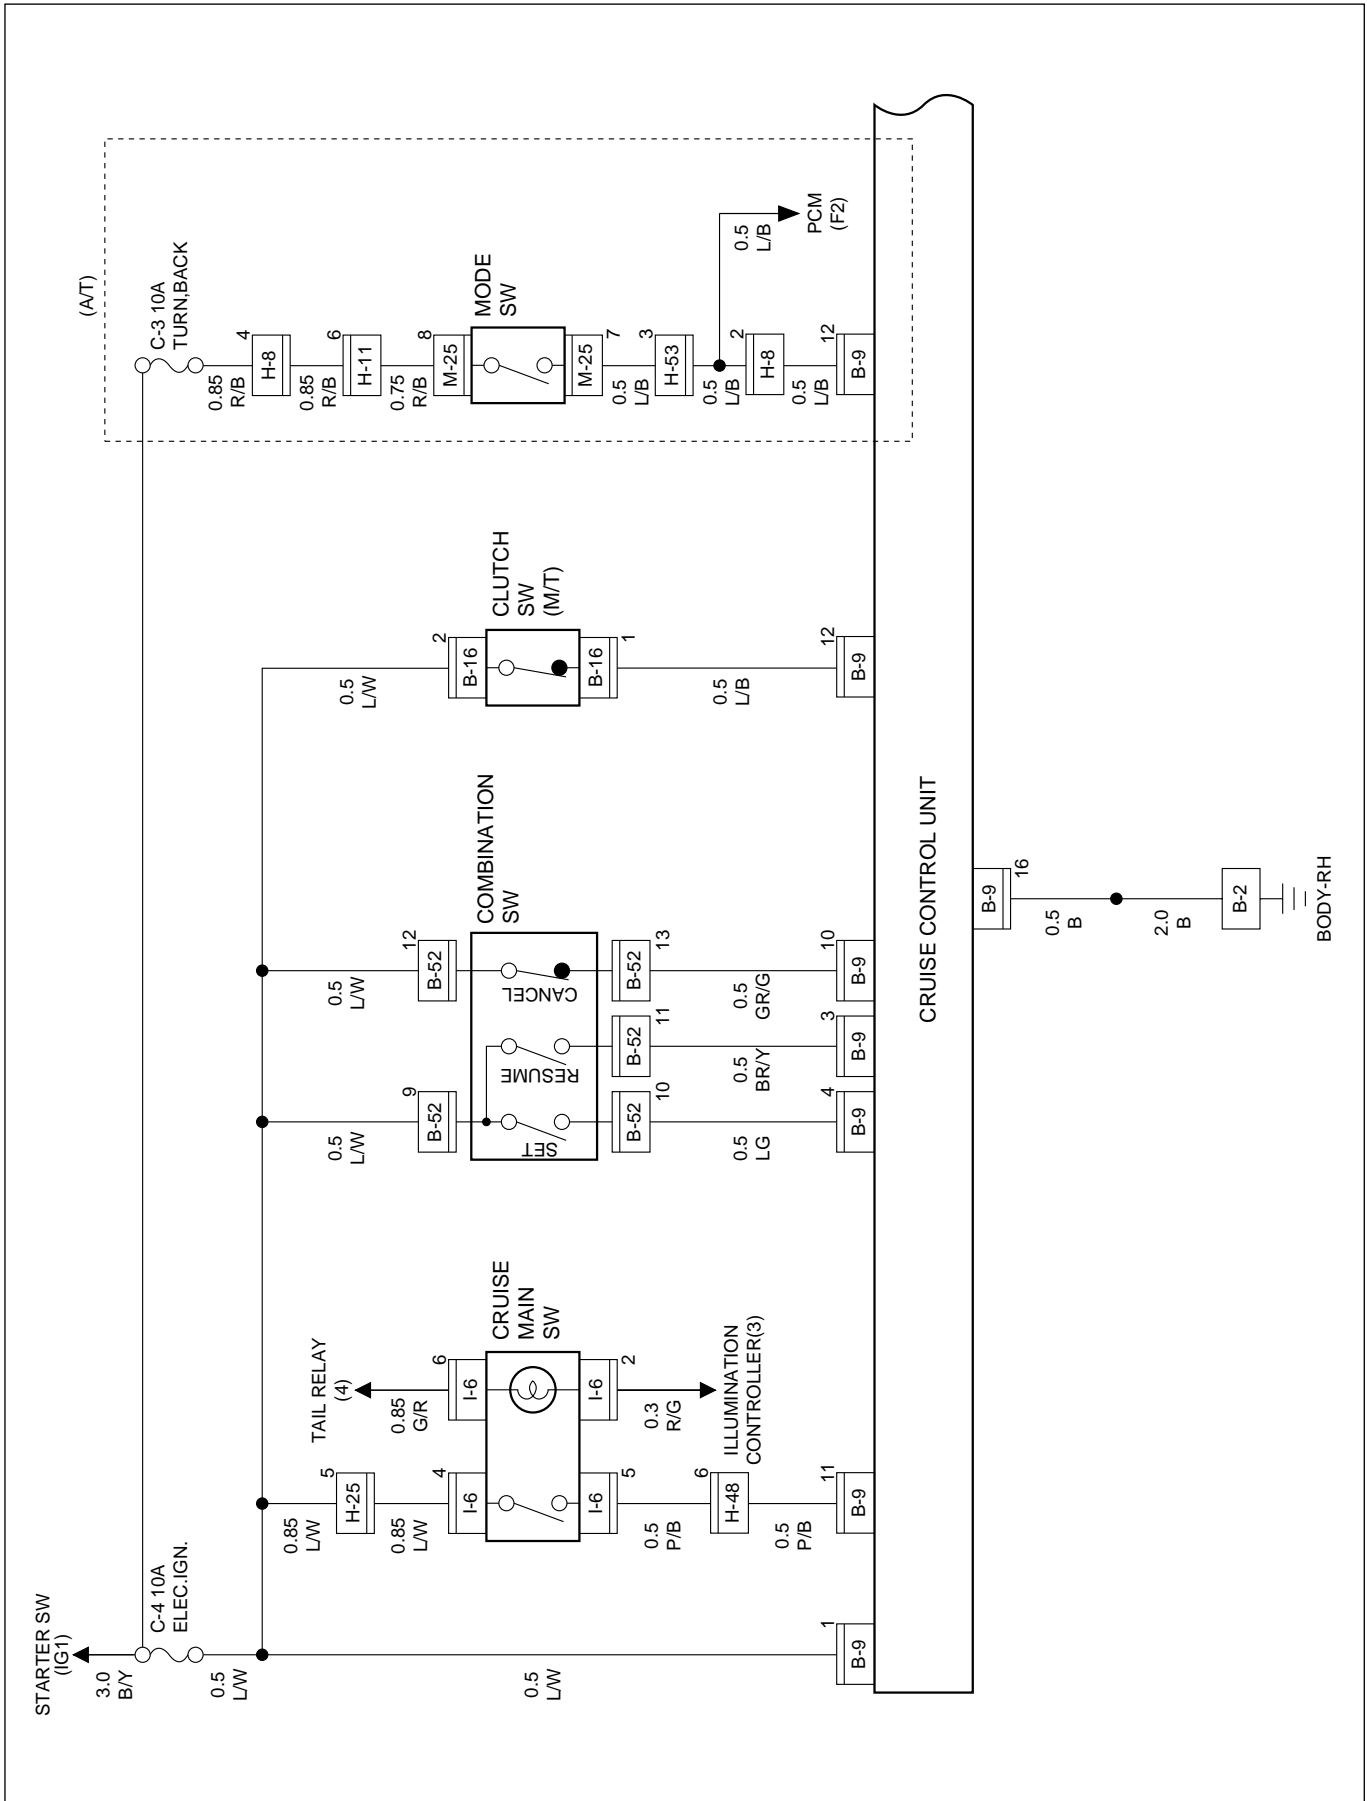 STARTER SW
(IG1)
3.0
B/Y
C-4 10A
ELEC.IGN.
0.5
L/W
0.5
L/W
1
B-9
0.85
L/W
5
H-25
0.85
L/W
4
I-6
I-6
5
0.5
P/B
6
H-48
0.5
P/B
11
B-9
TAIL RELAY
(4)
0.85
G/R
6
I-6
CRUISE
MAIN
SW
I-6
2
0.3
R/G
ILLUMINATION
CONTROLLER(3)
0.5
L/W
9
B-52
SET
RESUME
CANCEL
COMBINATION
SW
B-52
10
0.5
LG
4
B-9
B-52
11
0.5
BR/Y
3
B-9
0.5
L/W
12
B-52
B-52
13
0.5
GR/G
10
B-9
0.5
L/W
2
B-16
CLUTCH
SW
(M/T)
B-16
1
0.5
L/B
12
B-9
(A/T)
C-3 10A
TURN,BACK
0.85
R/B
4
H-8
0.85
R/B
6
H-11
0.75
R/B
8
M-25
MODE
SW
M-25
7
0.5
L/B
3
H-53
0.5
L/B
0.5
L/B
PCM
(F2)
2
H-8
0.5
L/B
12
B-9
CRUISE CONTROL UNIT
B-9
16
0.5
B
2.0
B
B-2
BODY-RH